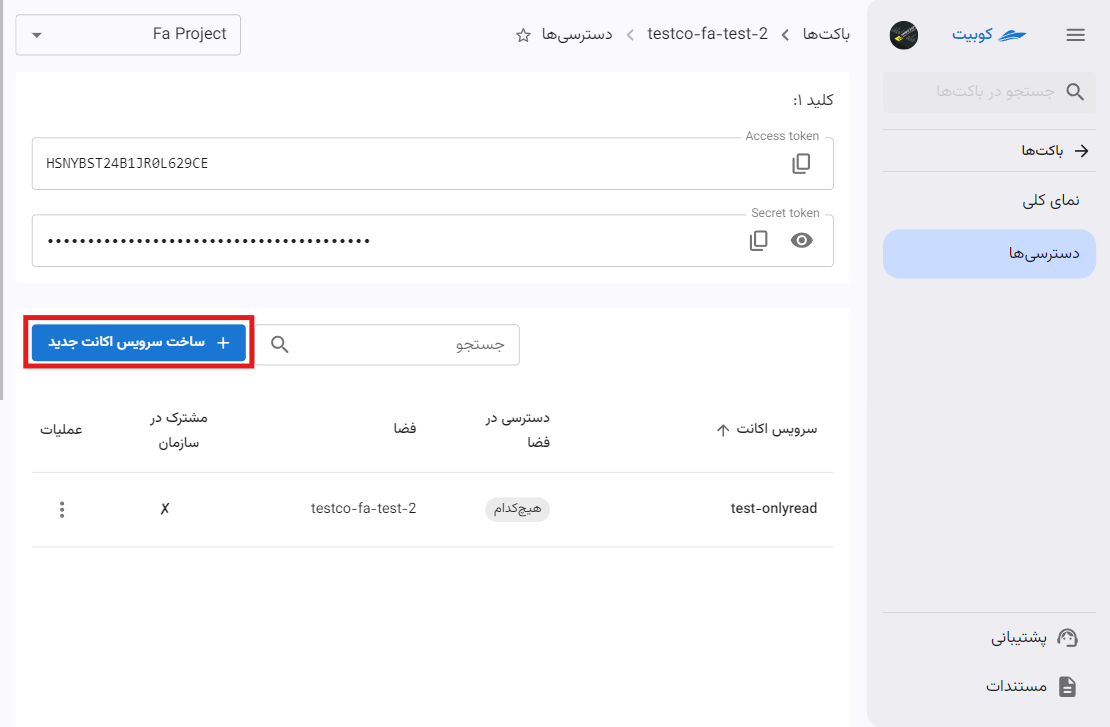 کوبیت
جستجو در باکت‌ها
باکت‌ها
نمای کلی
دسترسی‌ها
پشتیبانی
مستندات
باکت‌ها
testco-fa-test-2
دسترسی‌ها
Fa Project
کلید ۱:
Access token
HSNYBST24B1JR0L629CE
Secret token
••••••••••••••••••••••••••••••••••••••••
جستجو
+ ساخت سرویس اکانت جدید
سرویس اکانت
دسترسی در
فضا
فضا
مشترک در
سازمان
عملیات
test-onlyread
هیچ‌کدام
testco-fa-test-2
✗